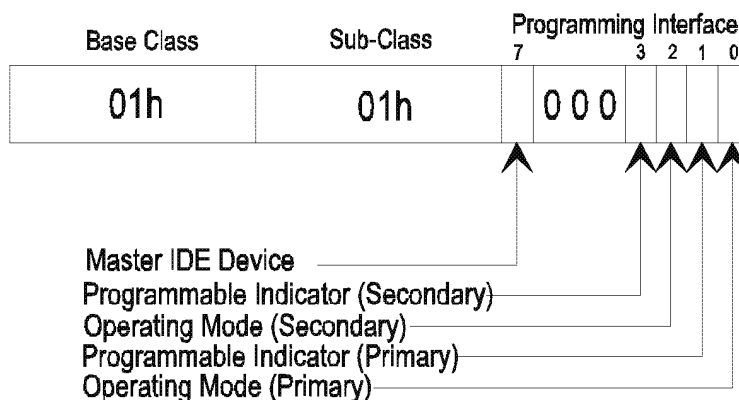 Base Class Sub-Class Programming Interface
7 3 2 1 0
01h 01h 0 0 0
Master IDE Device
Programmable Indicator (Secondary)
Operating Mode (Secondary)
Programmable Indicator (Primary)
Operating Mode (Primary)